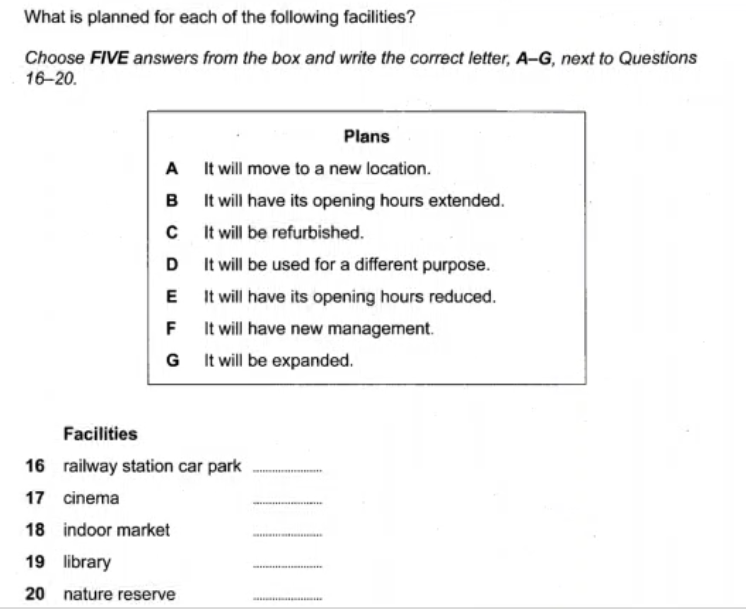 What is planned for each of the following facilities?
Choose FIVE answers from the box and write the correct letter, A–G, next to Questions
16–20.
Plans
A It will move to a new location.
B It will have its opening hours extended.
C It will be refurbished.
D It will be used for a different purpose.
E It will have its opening hours reduced.
F It will have new management.
G It will be expanded.
Facilities
16 railway station car park ......................
17 cinema ......................
18 indoor market ......................
19 library ......................
20 nature reserve ......................